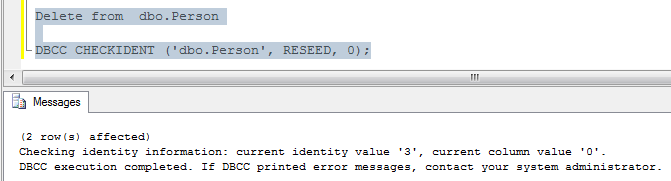 Delete from  dbo.Person
DBCC CHECKIDENT ('dbo.Person', RESEED, 0);
Messages
(2 row(s) affected)
Checking identity information: current identity value '3', current column value '0'.
DBCC execution completed. If DBCC printed error messages, contact your system administrator.